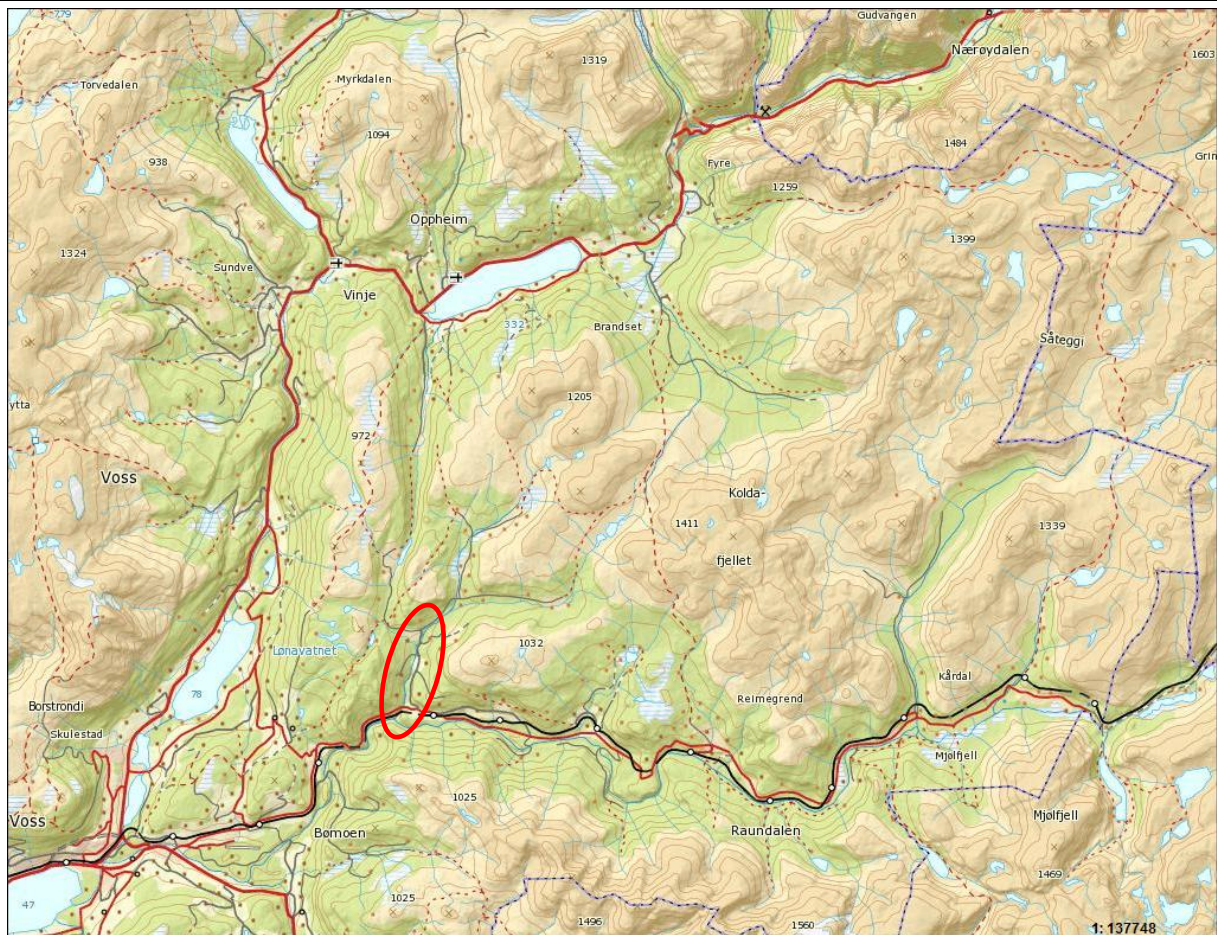 779
Gudvangen
Nærøydalen
1603
1319
Torvedalen
Myrkdalen
1094
938
1484
Fyre
Grin
1259
Oppheim
1399
1324
Sundve
Vinje
332
Brandset
Såteggi
1205
ytta
972
Voss
Kolda-
1411
1339
fjellet
1032
Lønavatnet
Kårdal
78
Reimegrend
Borstrondi
Skulestad
Mjølfjell
1025
Mjølfjell
Voss
Bømoen
Raundalen
1469
1025
47
1496
1560
1: 137748